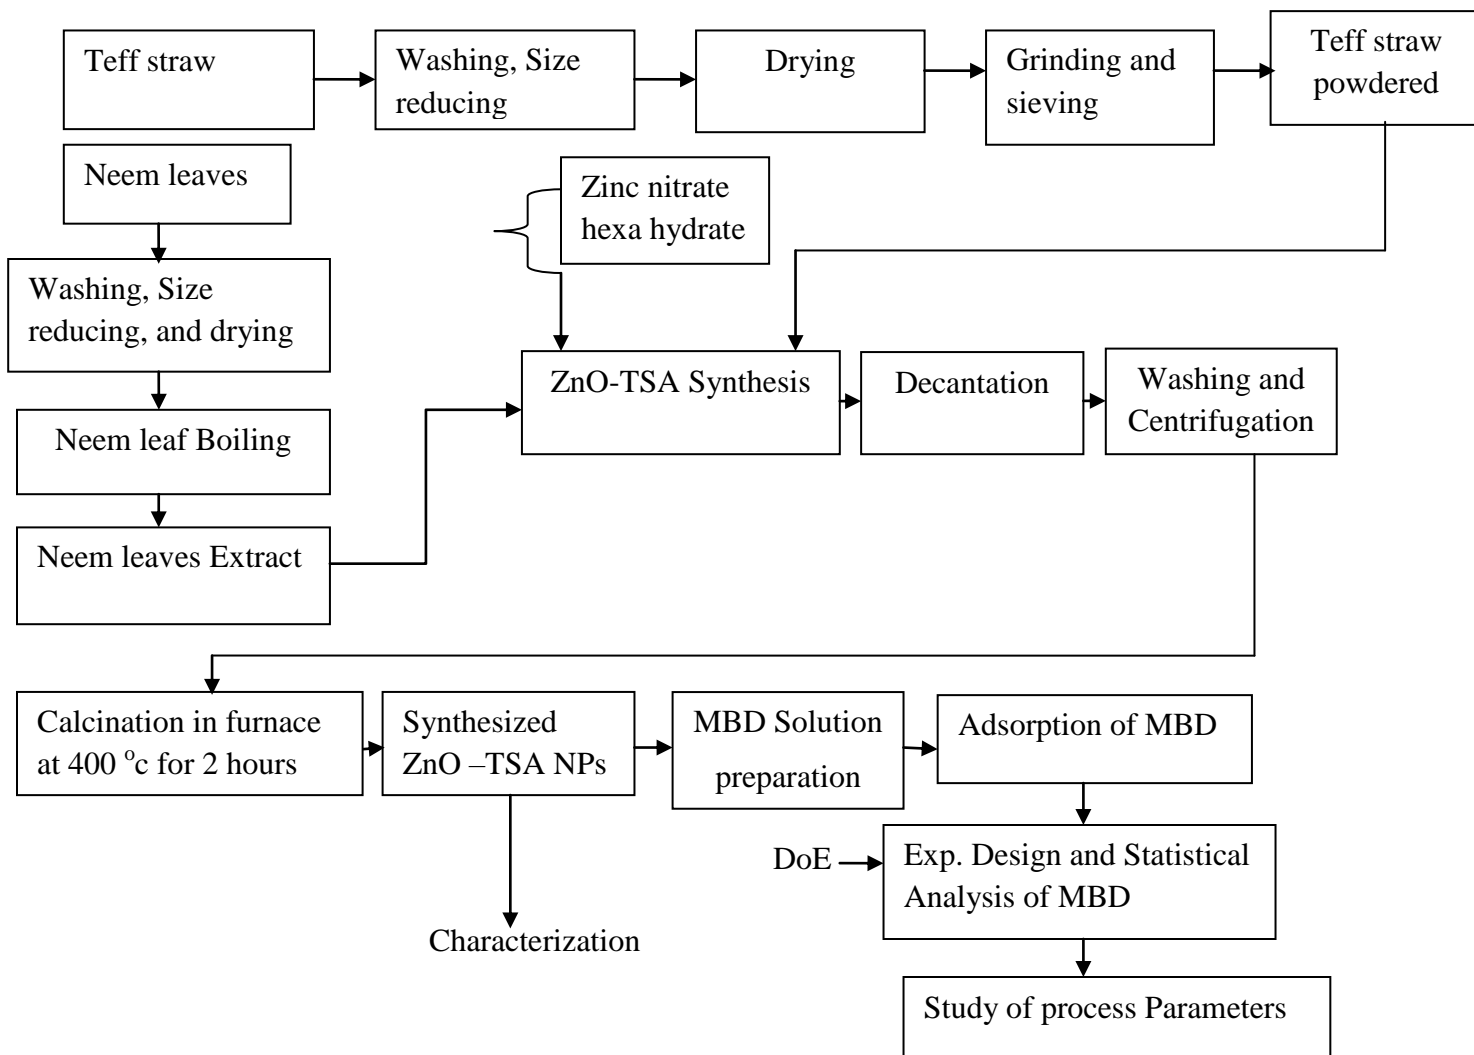 Teff straw
Washing, Size
reducing
Drying
Grinding and
sieving
Teff straw
powdered
Neem leaves
Zinc nitrate
hexa hydrate
Washing, Size
reducing, and drying
ZnO-TSA Synthesis
Decantation
Washing and
Centrifugation
Neem leaf Boiling
Neem leaves Extract
Calcination in furnace
at 400 °c for 2 hours
Synthesized
ZnO –TSA NPs
MBD Solution
preparation
Adsorption of MBD
DoE
Exp. Design and Statistical
Analysis of MBD
Characterization
Study of process Parameters